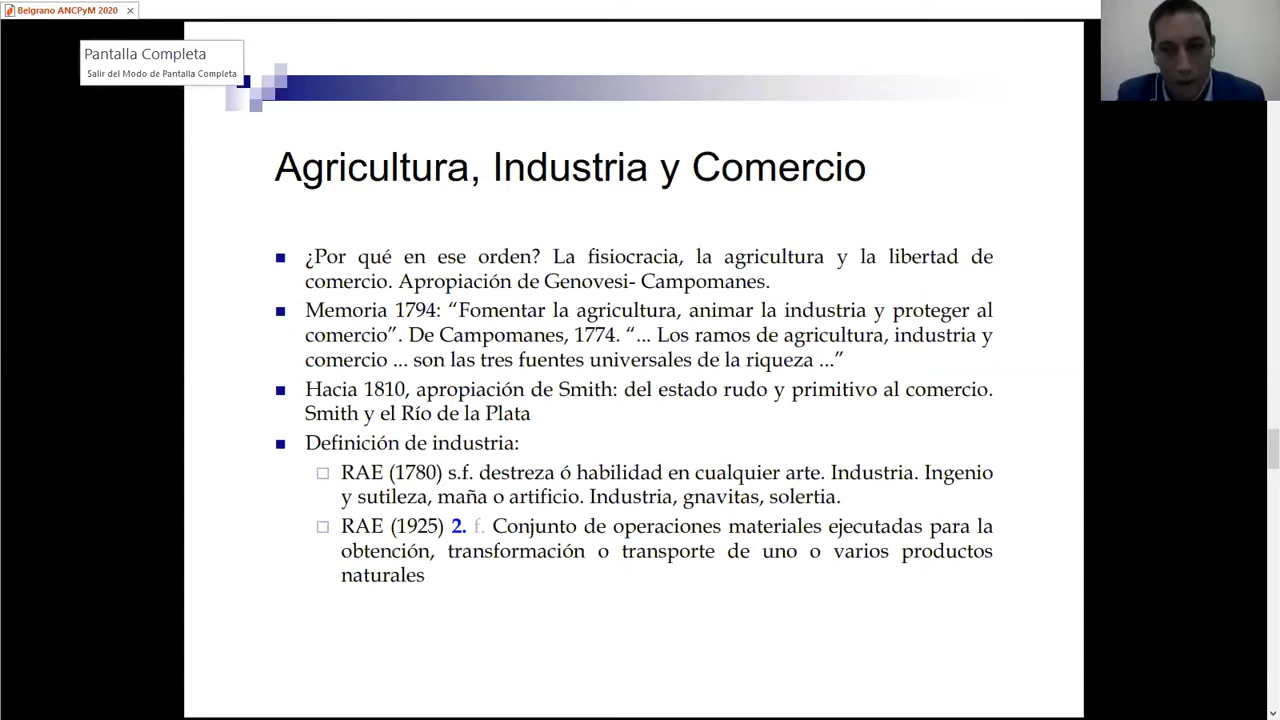 Belgrano ANCPyM 2020
Pantalla Completa
Salir del Modo de Pantalla Completa
Agricultura, Industria y Comercio
¿Por qué en ese orden? La fisiocracia, la agricultura y la libertad de
comercio. Apropiación de Genovesi- Campomanes.
Memoria 1794: “Fomentar la agricultura, animar la industria y proteger al
comercio”. De Campomanes, 1774. “... Los ramos de agricultura, industria y
comercio ... son las tres fuentes universales de la riqueza ...”
Hacia 1810, apropiación de Smith: del estado rudo y primitivo al comercio.
Smith y el Río de la Plata
Definición de industria:
RAE (1780) s.f. destreza ó habilidad en cualquier arte. Industria. Ingenio
y sutileza, maña o artificio. Industria, gnavitas, solertia.
RAE (1925) 2. f. Conjunto de operaciones materiales ejecutadas para la
obtención, transformación o transporte de uno o varios productos
naturales